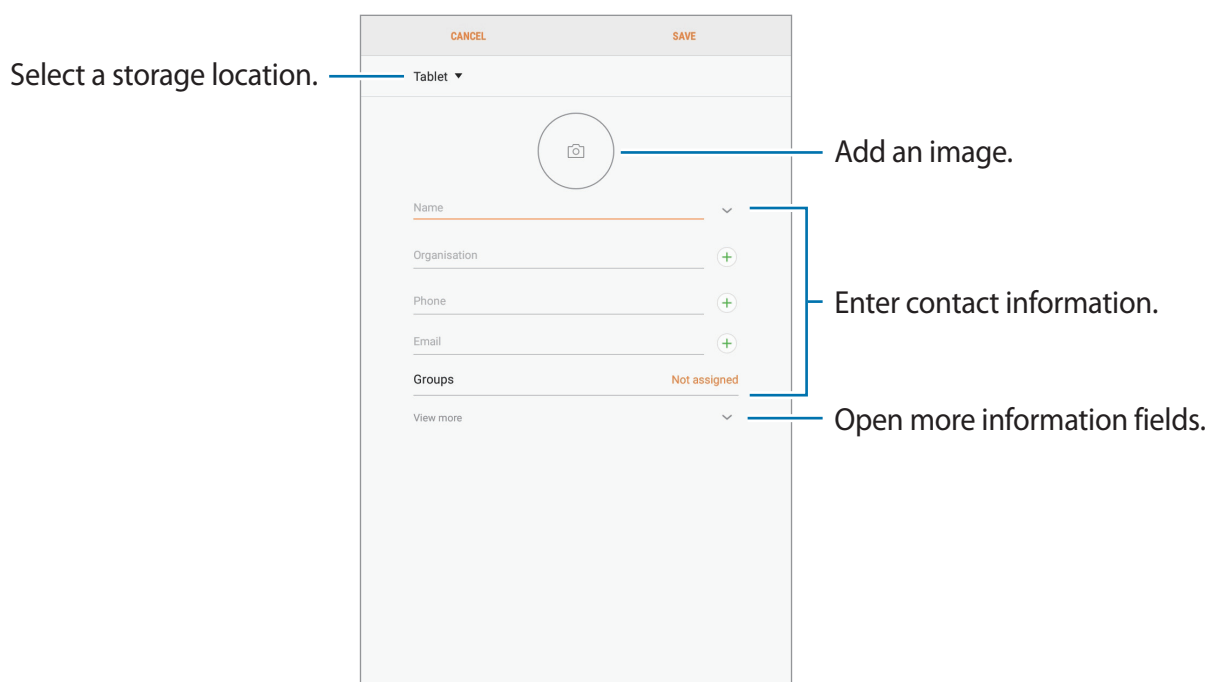 CANCEL SAVE
Select a storage location.
Tablet
Add an image.
Name
Organisation
Phone
Enter contact information.
Email
Groups Not assigned
View more
Open more information fields.